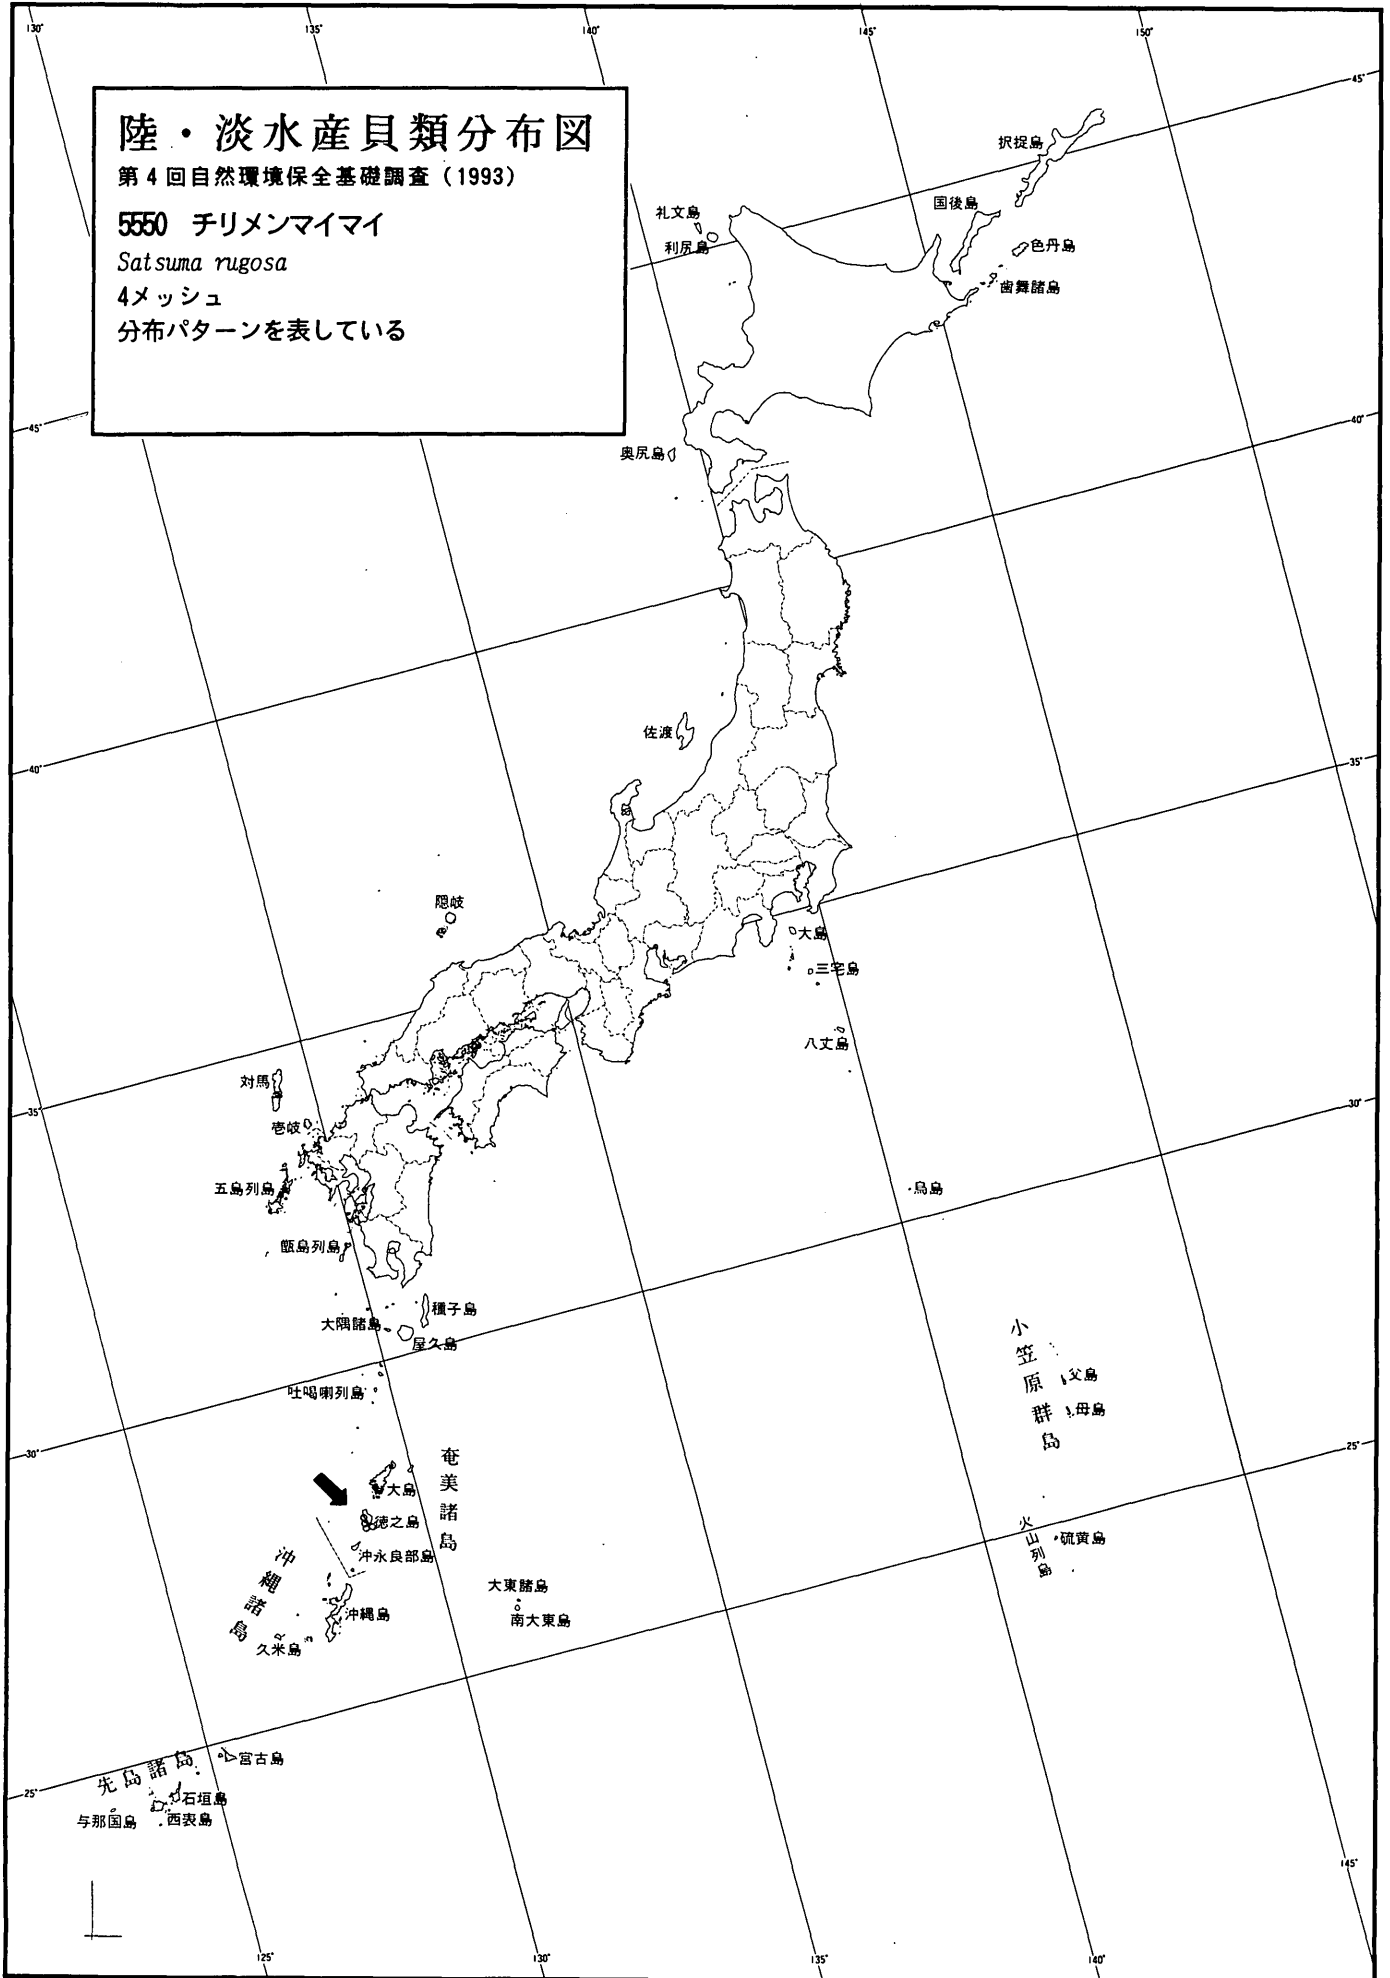 陸・淡水産貝類分布図
第4回自然環境保全基礎調査（1993）
5550 チリメンマイマイ
Satsuma rugosa
4メッシュ
分布パターンを表している
130°
135°
140°
145°
150°
45°
択捉島
国後島
礼文島
利尻島
色丹島
歯舞諸島
45°
40°
奥尻島
佐渡
40°
35°
隠岐
大島
三宅島
八丈島
対馬
35°
壱岐
30°
五島列島
鳥島
甑島列島
種子島
大隅諸島
屋久島
小笠原群島
父島
母島
吐噶喇列島
30°
25°
奄美諸島
大島
徳之島
沖永良部島
火山列島
硫黄島
沖縄諸島
沖縄島
久米島
大東諸島
南大東島
先島諸島
宮古島
25°
石垣島
与那国島
西表島
145°
125°
130°
135°
140°